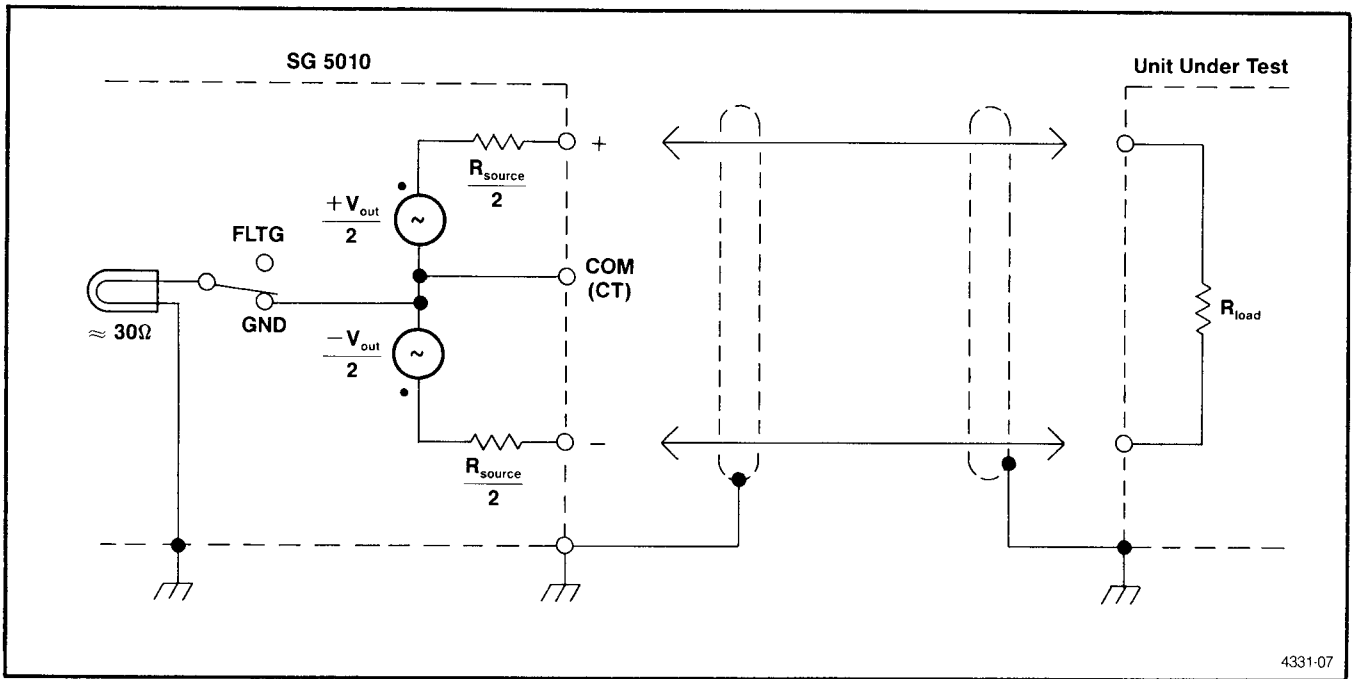 SG 5010
Unit Under Test
+
R source
2
+ V out
2
FLTG
COM
(CT)
GND
≈ 30Ω
− V out
2
R load
−
R source
2
4331-07